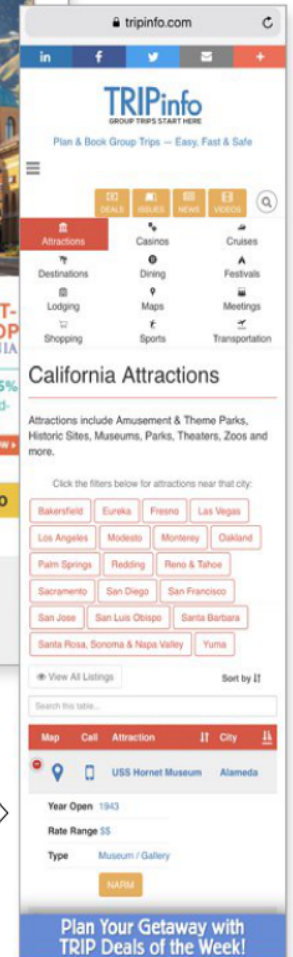 tripinfo.com
in f
TRIPinfo
GROUP TRIPS START HERE
Plan & Book Group Trips — Easy, Fast & Safe
DEALS ISSUES NEWS VIDEOS
Attractions Casinos Cruises
Destinations Dining Festivals
Lodging Maps Meetings
Shopping Sports Transportation
T-
OP
IA
California Attractions
5%
d-
Attractions include Amusement & Theme Parks,
Historic Sites, Museums, Parks, Theaters, Zoos and
more.
Click the filters below for attractions near that city:
Bakersfield Eureka Fresno Las Vegas
Los Angeles Modesto Monterey Oakland
Palm Springs Redding Reno & Tahoe
Sacramento San Diego San Francisco
San Jose San Luis Obispo Santa Barbara
Santa Rosa, Sonoma & Napa Valley Yuma
View All Listings Sort by
Search this table...
Map Call Attraction City
USS Hornet Museum Alameda
Year Open 1943
Rate Range $$
Type Museum / Gallery
NARM
Plan Your Getaway with
TRIP Deals of the Week!